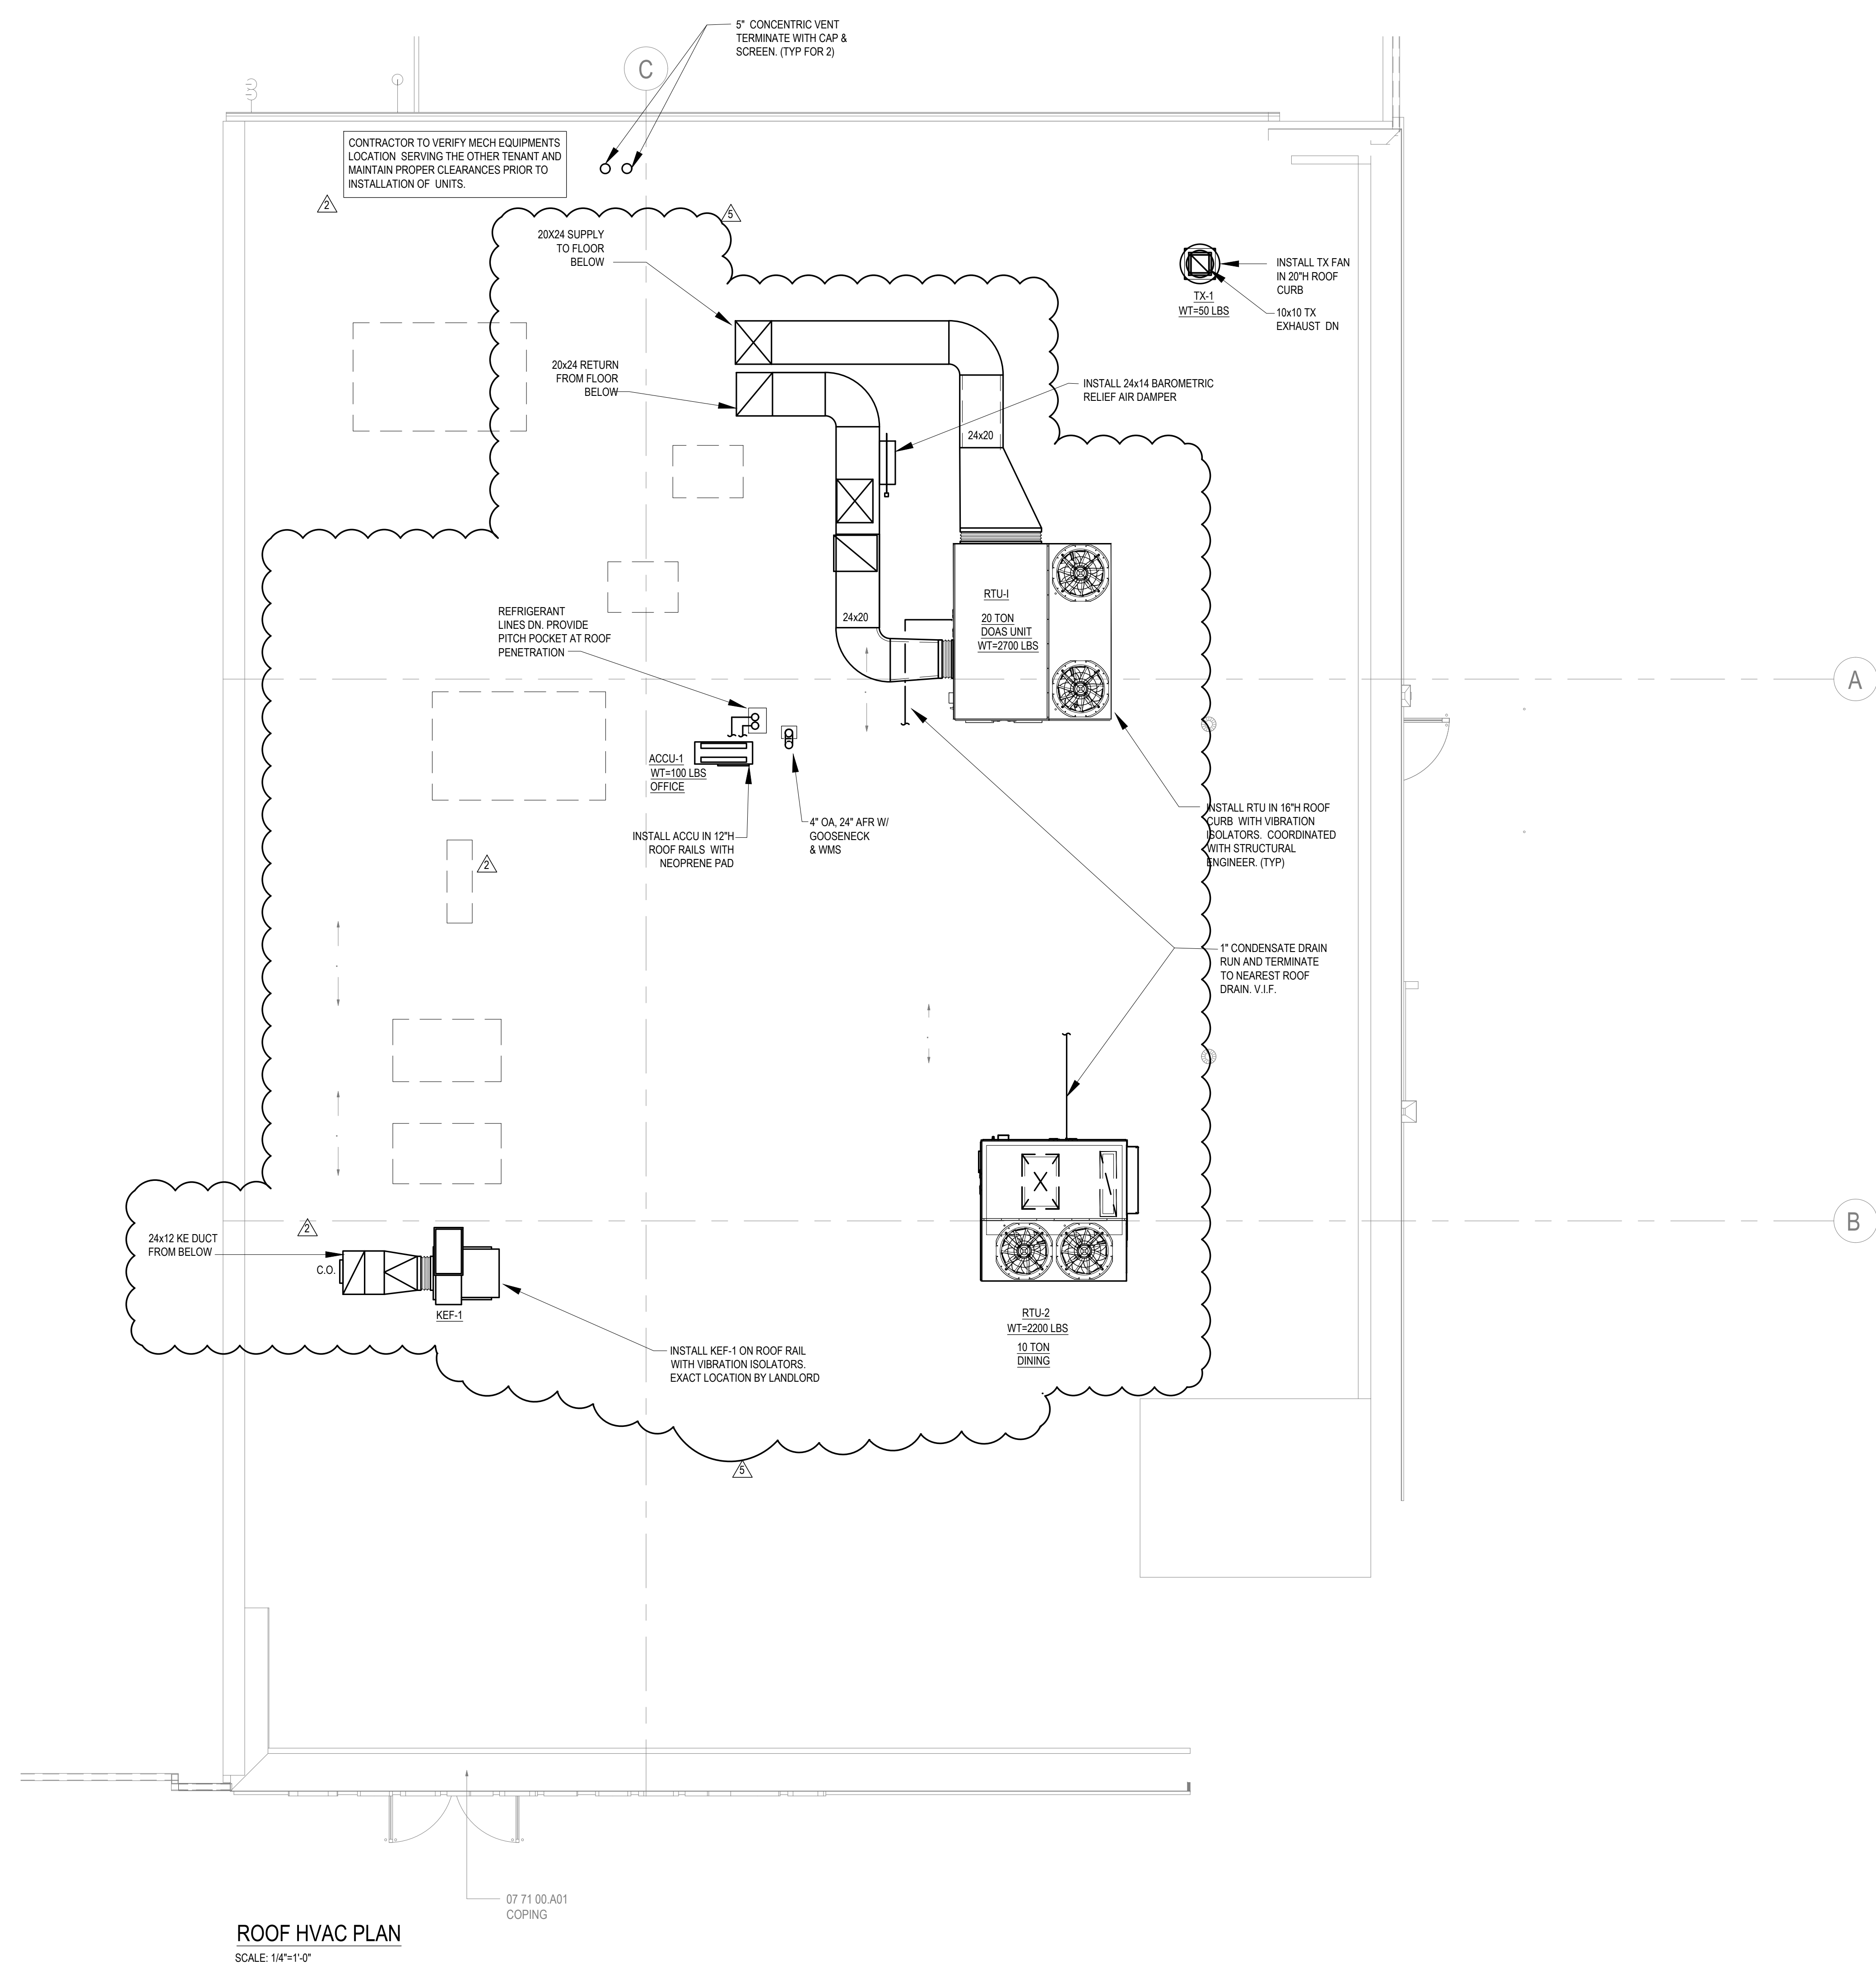 5" CONCENTRIC VENT
TERMINATE WITH CAP &
SCREEN. (TYP FOR 2)
C
3
CONTRACTOR TO VERIFY MECH EQUIPMENTS
LOCATION SERVING THE OTHER TENANT AND
MAINTAIN PROPER CLEARANCES PRIOR TO
INSTALLATION OF UNITS.
2
5
20X24 SUPPLY
TO FLOOR
BELOW
INSTALL TX FAN
IN 20"H ROOF
CURB
TX-1
WT=50 LBS
10x10 TX
EXHAUST DN
20x24 RETURN
FROM FLOOR
BELOW
INSTALL 24x14 BAROMETRIC
RELIEF AIR DAMPER
24x20
RTU-I
20 TON
DOAS UNIT
WT=2700 LBS
24x20
REFRIGERANT
LINES DN. PROVIDE
PITCH POCKET AT ROOF
PENETRATION
A
ACCU-1
WT=100 LBS
OFFICE
INSTALL ACCU IN 12"H
ROOF RAILS WITH
NEOPRENE PAD
4" OA, 24" AFR W/
GOOSENECK
& WMS
INSTALL RTU IN 16"H ROOF
CURB WITH VIBRATION
ISOLATORS. COORDINATED
WITH STRUCTURAL
ENGINEER. (TYP)
2
1" CONDENSATE DRAIN
RUN AND TERMINATE
TO NEAREST ROOF
DRAIN. V.I.F.
B
2
24x12 KE DUCT
FROM BELOW
C.O.
KEF-1
RTU-2
WT=2200 LBS
10 TON
DINING
INSTALL KEF-1 ON ROOF RAIL
WITH VIBRATION ISOLATORS.
EXACT LOCATION BY LANDLORD
5
07 71 00.A01
COPING
ROOF HVAC PLAN
SCALE: 1/4"=1'-0"